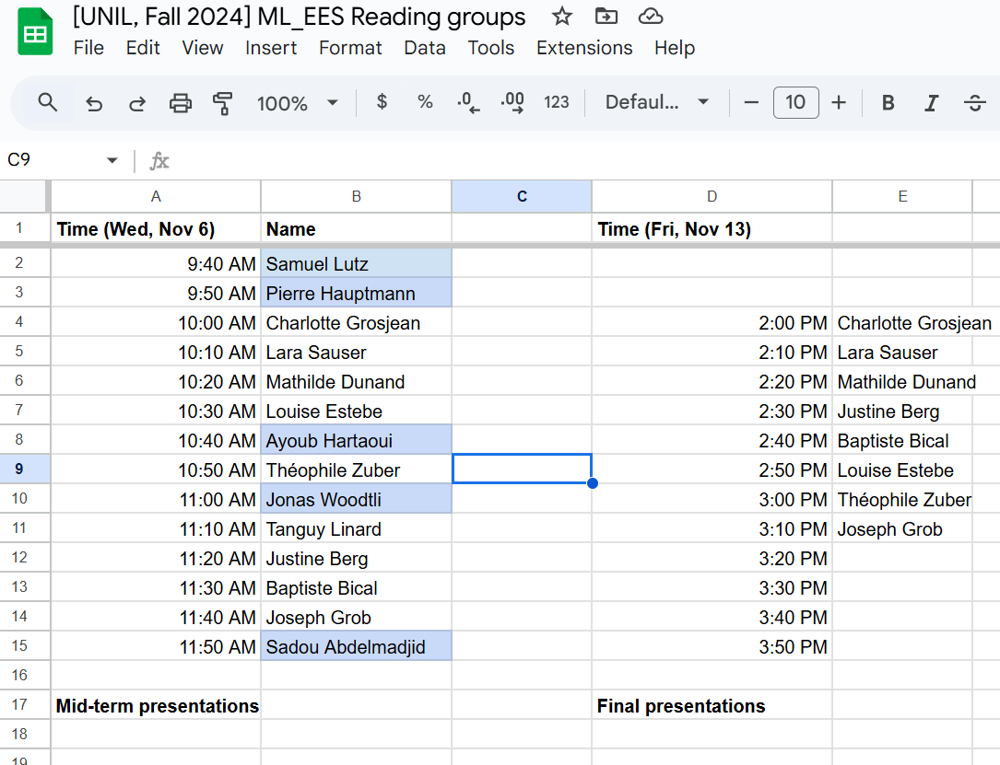 [UNIL, Fall 2024] ML_EES Reading groups
File Edit View Insert Format Data Tools Extensions Help
100% $ % .0 .00 123 Defaul... 10 B I S
C9 fx
A B C D E
1 Time (Wed, Nov 6) Name Time (Fri, Nov 13)
2 9:40 AM Samuel Lutz
3 9:50 AM Pierre Hauptmann
4 10:00 AM Charlotte Grosjean 2:00 PM Charlotte Grosjean
5 10:10 AM Lara Sauser 2:10 PM Lara Sauser
6 10:20 AM Mathilde Dunand 2:20 PM Mathilde Dunand
7 10:30 AM Louise Estebe 2:30 PM Justine Berg
8 10:40 AM Ayoub Hartaoui 2:40 PM Baptiste Bical
9 10:50 AM Théophile Zuber 2:50 PM Louise Estebe
10 11:00 AM Jonas Woodtli 3:00 PM Théophile Zuber
11 11:10 AM Tanguy Linard 3:10 PM Joseph Grob
12 11:20 AM Justine Berg 3:20 PM
13 11:30 AM Baptiste Bical 3:30 PM
14 11:40 AM Joseph Grob 3:40 PM
15 11:50 AM Sadou Abdelmadjid 3:50 PM
16
17 Mid-term presentations Final presentations
18
19